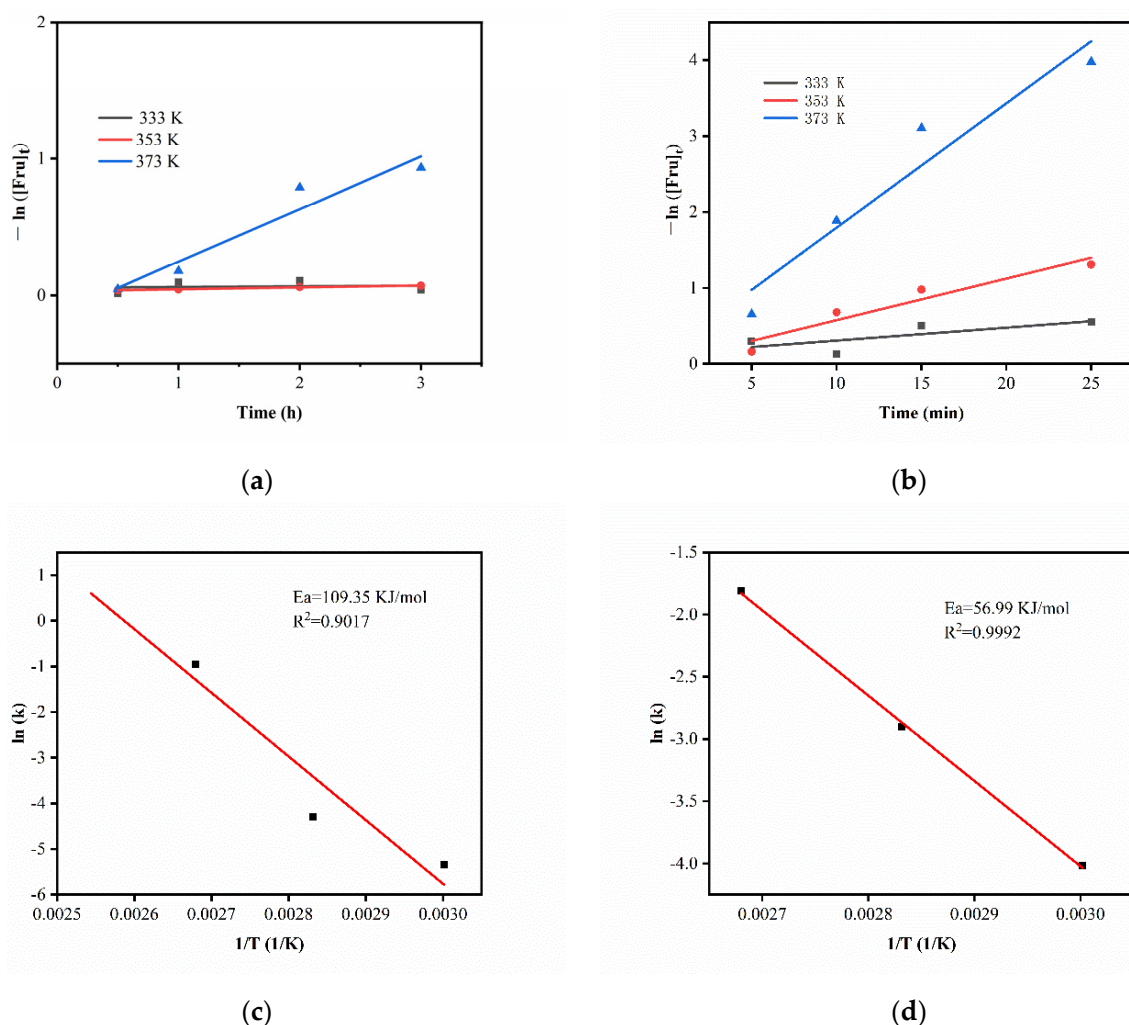 2
1
0
0
1
2
3
— ln ([Fru]t)
Time (h)
333 K
353 K
373 K
(a)
4
3
2
1
0
5
10
15
20
25
—ln ([Fru]t)
Time (min)
333 K
353 K
373 K
(b)
1
0
-1
-2
-3
-4
-5
-6
0.0025 0.0026 0.0027 0.0028 0.0029 0.0030
ln (k)
1/T (1/K)
Ea=109.35 KJ/mol
R²=0.9017
(c)
-1.5
-2.0
-2.5
-3.0
-3.5
-4.0
0.0027 0.0028 0.0029 0.0030
ln (k)
1/T (1/K)
Ea=56.99 KJ/mol
R²=0.9992
(d)